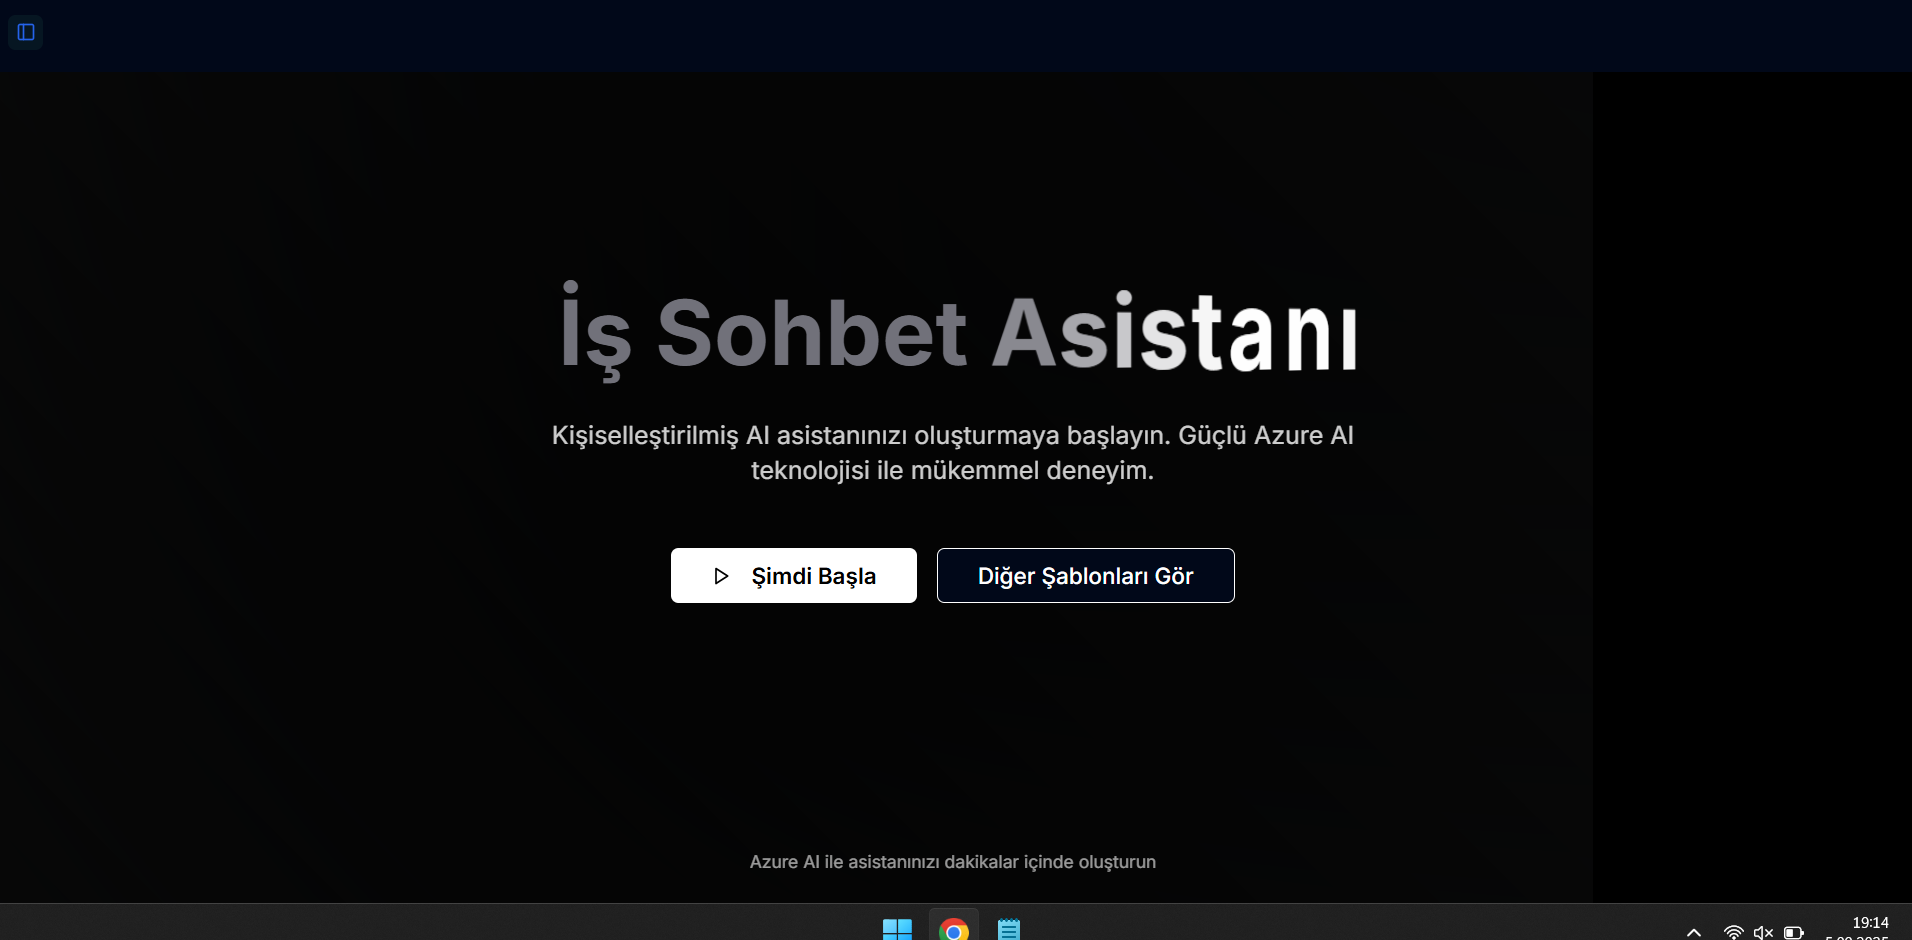 İş Sohbet Asistanı
Kişiselleştirilmiş AI asistanınızı oluşturmaya başlayın. Güçlü Azure AI
teknolojisi ile mükemmel deneyim.
Şimdi Başla
Diğer Şablonları Gör
Azure AI ile asistanınızı dakikalar içinde oluşturun
19:14